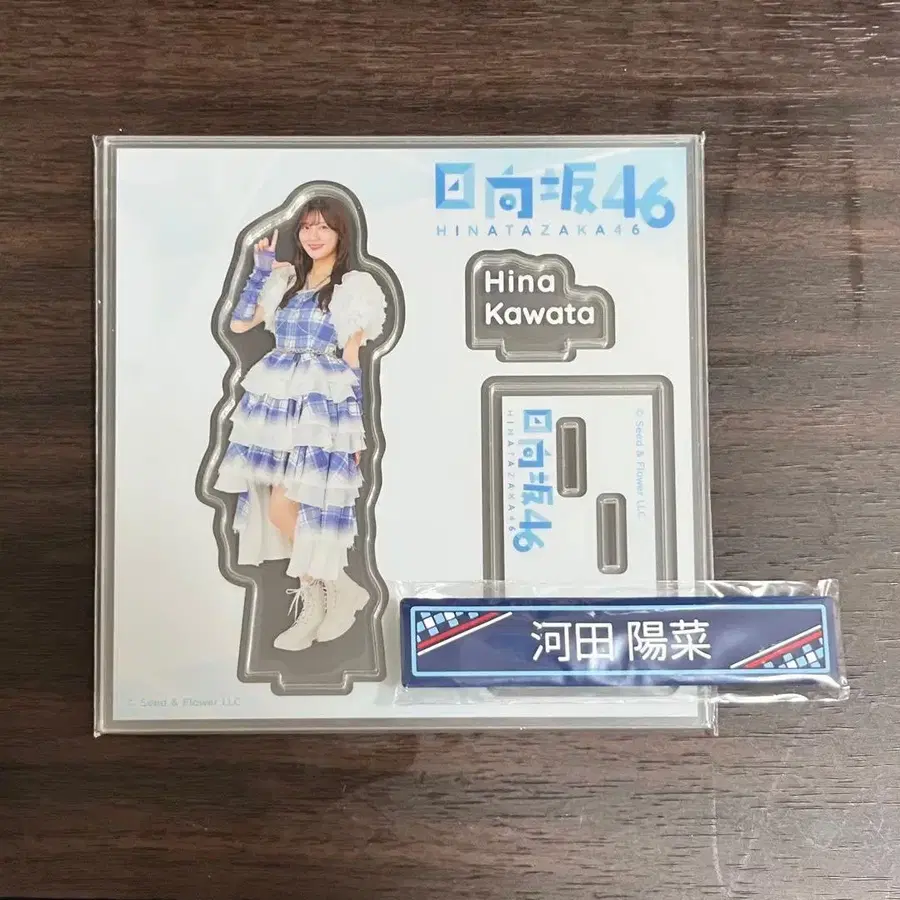 日向坂46
HINATAZAKA46
Hina
Kawata
日向坂46
HINATAZAKA46
© Seed & Flower LLC
河田 陽菜
© Seed & Flower LLC